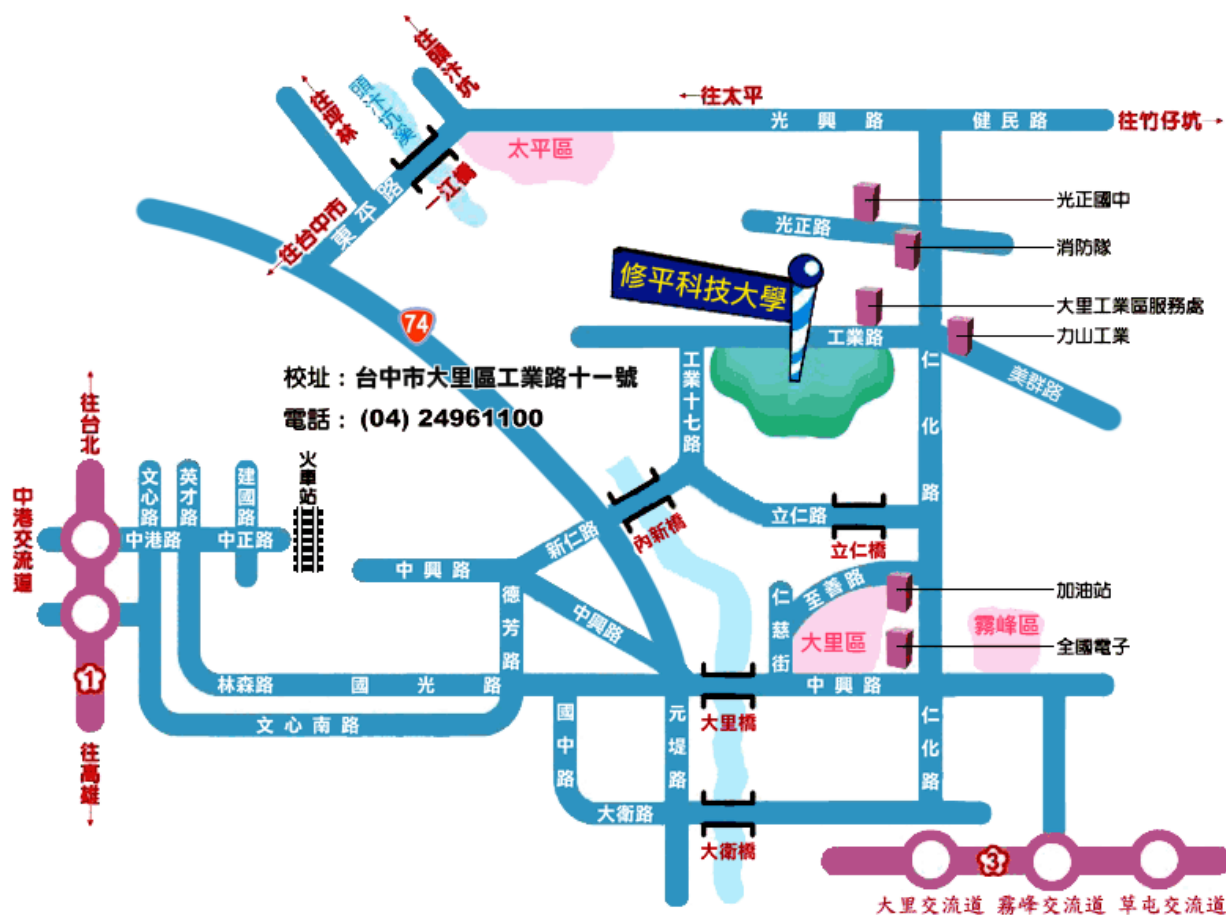 往頭汴坑
往太平
往坪林
頭汴坑溪
光興路
健民路
往竹仔坑
太平區
一江橋
東平路
往台中市
光正國中
光正路
消防隊
修平科技大學
大里工業區服務處
74
工業路
力山工業
仁化路
美群路
校址：台中市大里區工業路十一號
電話： (04) 24961100
工業十七路
往台北
中港交流道
文心路
英才路
建國路
火車站
中港路
中正路
新仁路
內新橋
立仁路
立仁橋
中興路
德芳路
中興路
仁慈街
至善路
加油站
大里區
霧峰區
全國電子
1
林森路
國光路
中興路
文心南路
國中路
元堤路
大里橋
仁化路
往高雄
大衛路
大衛橋
3
大里交流道
霧峰交流道
草屯交流道